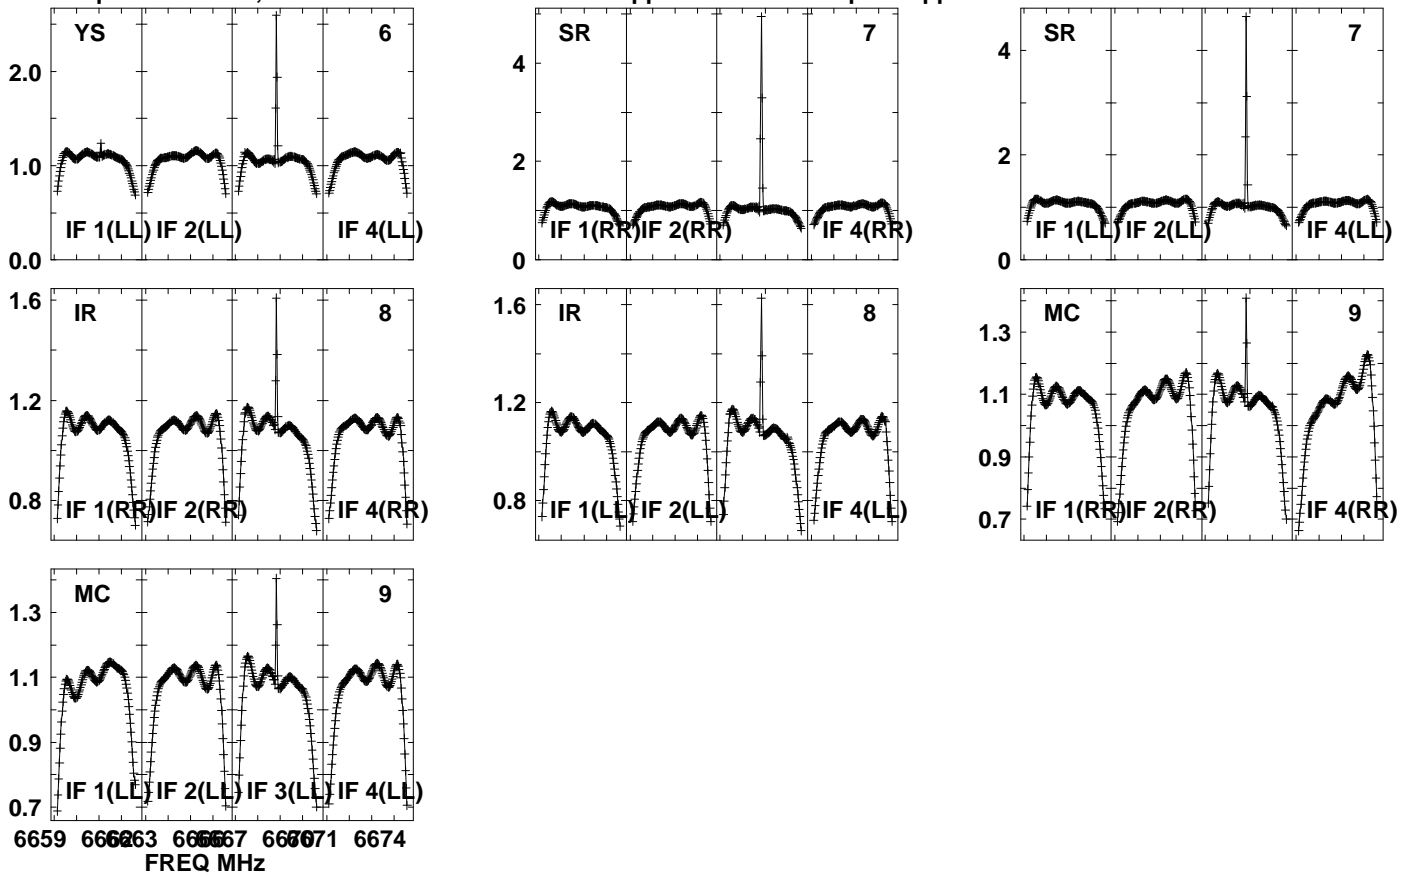 YS 6 SR 7 SR 7
2.0 4 4
1.0 2 2
IF 1(LL) IF 2(LL) IF 4(LL) IF 1(RR) IF 2(RR) IF 4(RR) IF 1(LL) IF 2(LL) IF 4(LL)
0.0 0 0
IR 8 IR 8 MC 9
1.6 1.6 1.3
1.2 1.2 1.1
0.9
0.8 0.8 0.7
IF 1(RR) IF 2(RR) IF 4(RR) IF 1(LL) IF 2(LL) IF 4(LL) IF 1(RR) IF 2(RR) IF 4(RR)
MC 9
1.3
1.1
0.9
0.7
IF 1(LL) IF 2(LL) IF 3(LL) IF 4(LL)
6659 6662 6663 6666 6667 6670 6671 6674
FREQ MHz